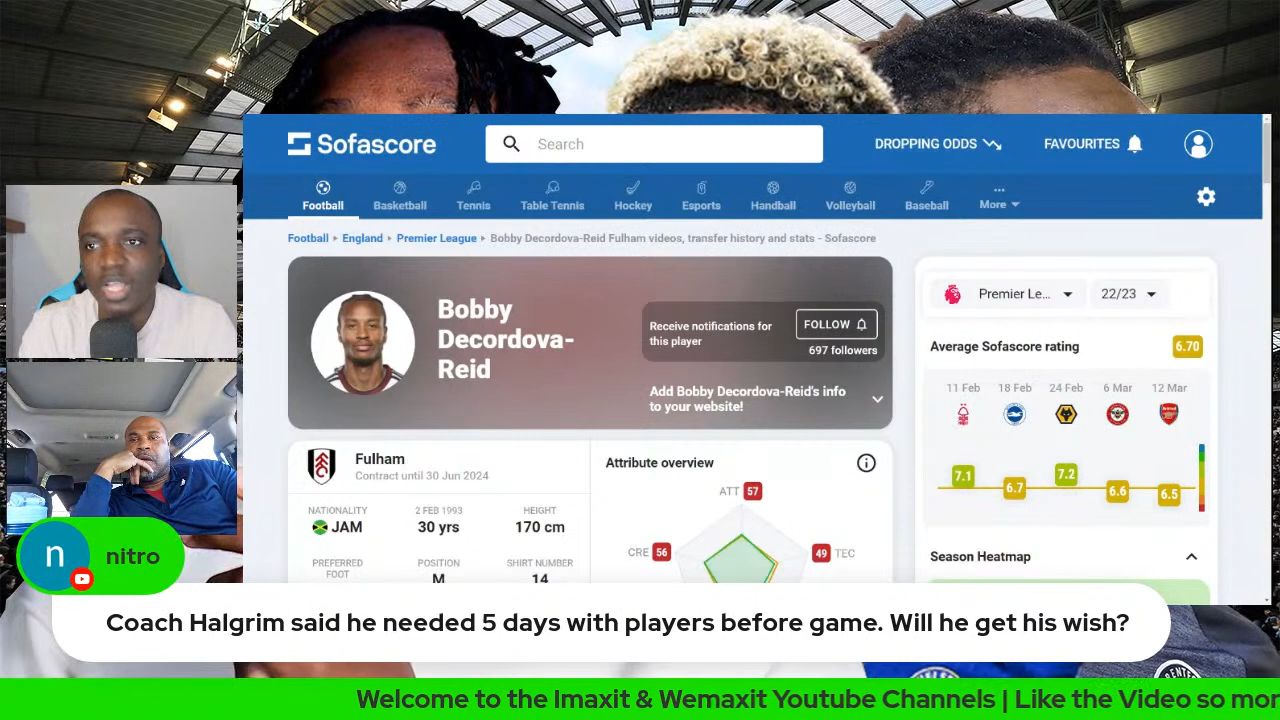 Sofascore
Search
DROPPING ODDS
FAVOURITES
Football
Basketball
Tennis
Table Tennis
Hockey
Esports
Handball
Volleyball
Baseball
More
Football England Premier League Bobby Decordova-Reid Fulham videos, transfer history and stats - Sofascore
Bobby
Decordova-
Reid
Receive notifications for
this player
FOLLOW
697 followers
Add Bobby Decordova-Reid's info
to your website!
Premier Le...
22/23
Average Sofascore rating
6.70
11 Feb
18 Feb
24 Feb
6 Mar
12 Mar
7.1
6.7
7.2
6.6
6.5
Season Heatmap
Fulham
Contract until 30 Jun 2024
NATIONALITY
JAM
2 FEB 1993
30 yrs
HEIGHT
170 cm
PREFERRED
FOOT
POSITION
M
SHIRT NUMBER
14
Attribute overview
ATT 57
CRE 56
49 TEC
n
nitro
Coach Halgrim said he needed 5 days with players before game. Will he get his wish?
Welcome to the Imaxit & Wemaxit Youtube Channels | Like the Video so mor